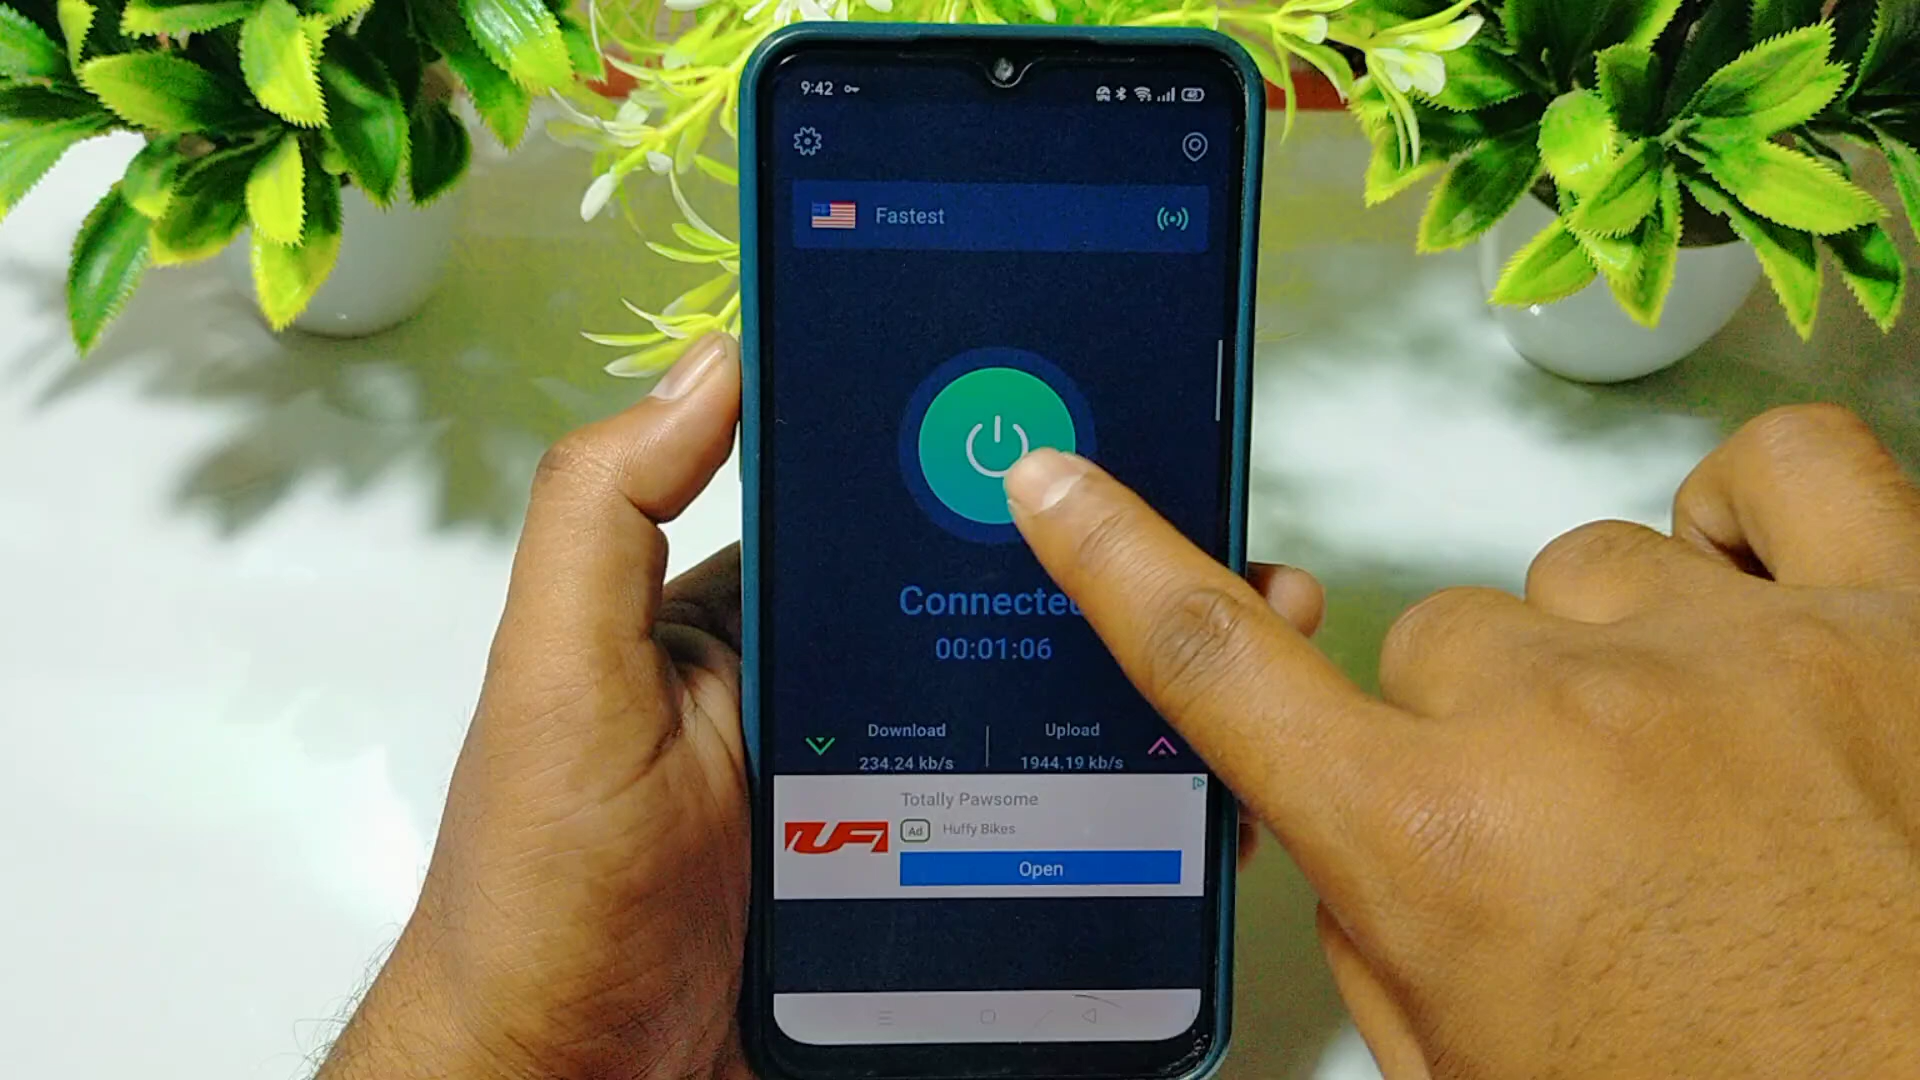 9:42
48
Fastest
Connected
00:01:06
Download
Upload
234.24 kb/s
1944.19 kb/s
Totally Pawsome
Ad Huffy Bikes
Open